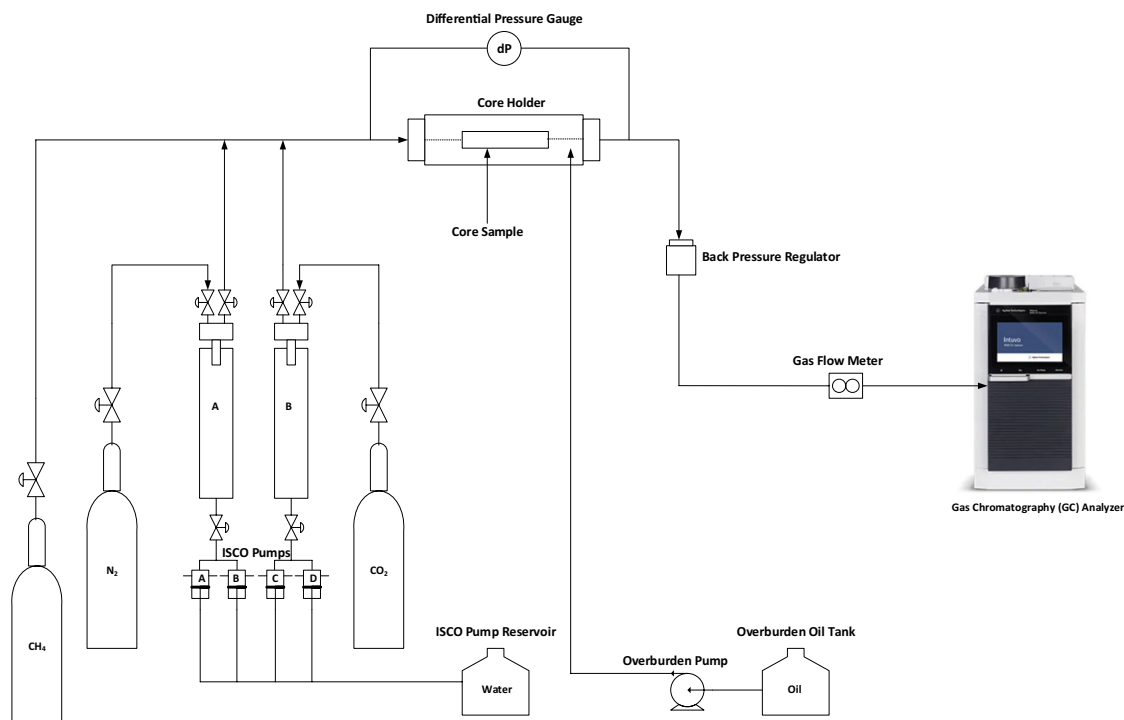 Differential Pressure Gauge
dP
Core Holder
Core Sample
Back Pressure Regulator
Gas Flow Meter
Intuvo
Gas Chromatography (GC) Analyzer
A
B
ISCO Pumps
A
B
C
D
N₂
CO₂
CH₄
ISCO Pump Reservoir
Water
Overburden Pump
Overburden Oil Tank
Oil